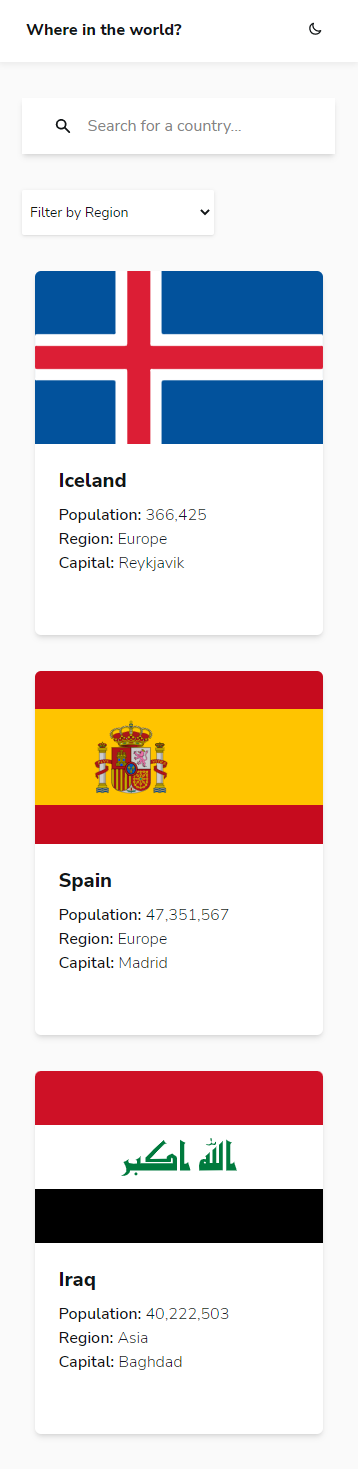 Where in the world?
Search for a country...
Filter by Region
Iceland
Population: 366,425
Region: Europe
Capital: Reykjavik
Spain
Population: 47,351,567
Region: Europe
Capital: Madrid
الله اكبر
Iraq
Population: 40,222,503
Region: Asia
Capital: Baghdad